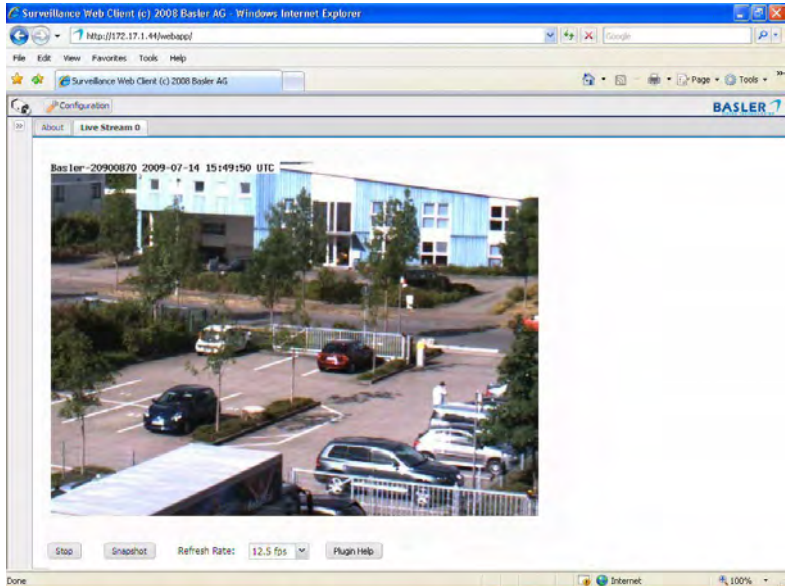 Surveillance Web Client (c) 2008 Basler AG - Windows Internet Explorer
http://172.17.1.44/webapp/
Google
File Edit View Favorites Tools Help
Surveillance Web Client (c) 2008 Basler AG
Page
Tools
Configuration
BASLER
About
Live Stream 0
Basler-20900870 2009-07-14 15:49:50 UTC
Stop
Snapshot
Refresh Rate:
12.5 fps
Plugin Help
Done
Internet
100%